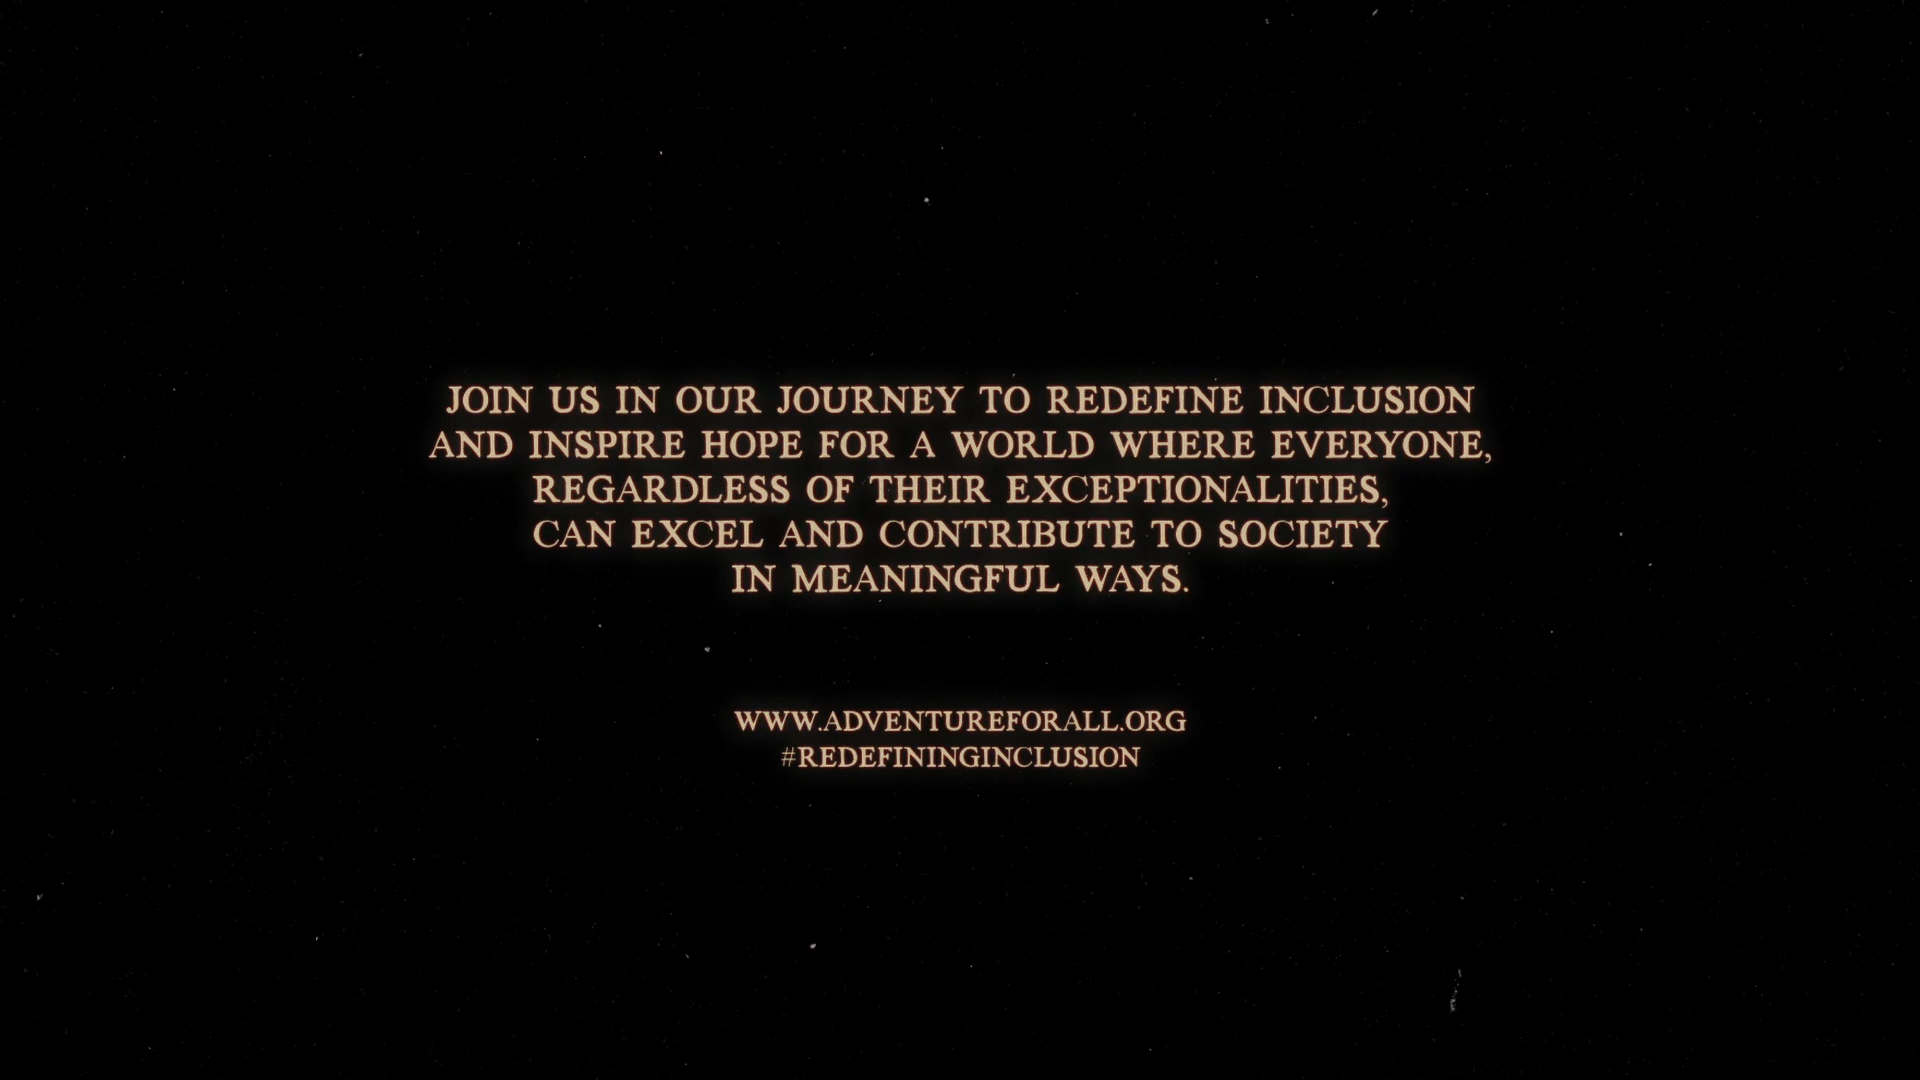 JOIN US IN OUR JOURNEY TO REDEFINE INCLUSION
AND INSPIRE HOPE FOR A WORLD WHERE EVERYONE,
REGARDLESS OF THEIR EXCEPTIONALITIES,
CAN EXCEL AND CONTRIBUTE TO SOCIETY
IN MEANINGFUL WAYS.
WWW.ADVENTUREFORALL.ORG
#REDEFININGINCLUSION